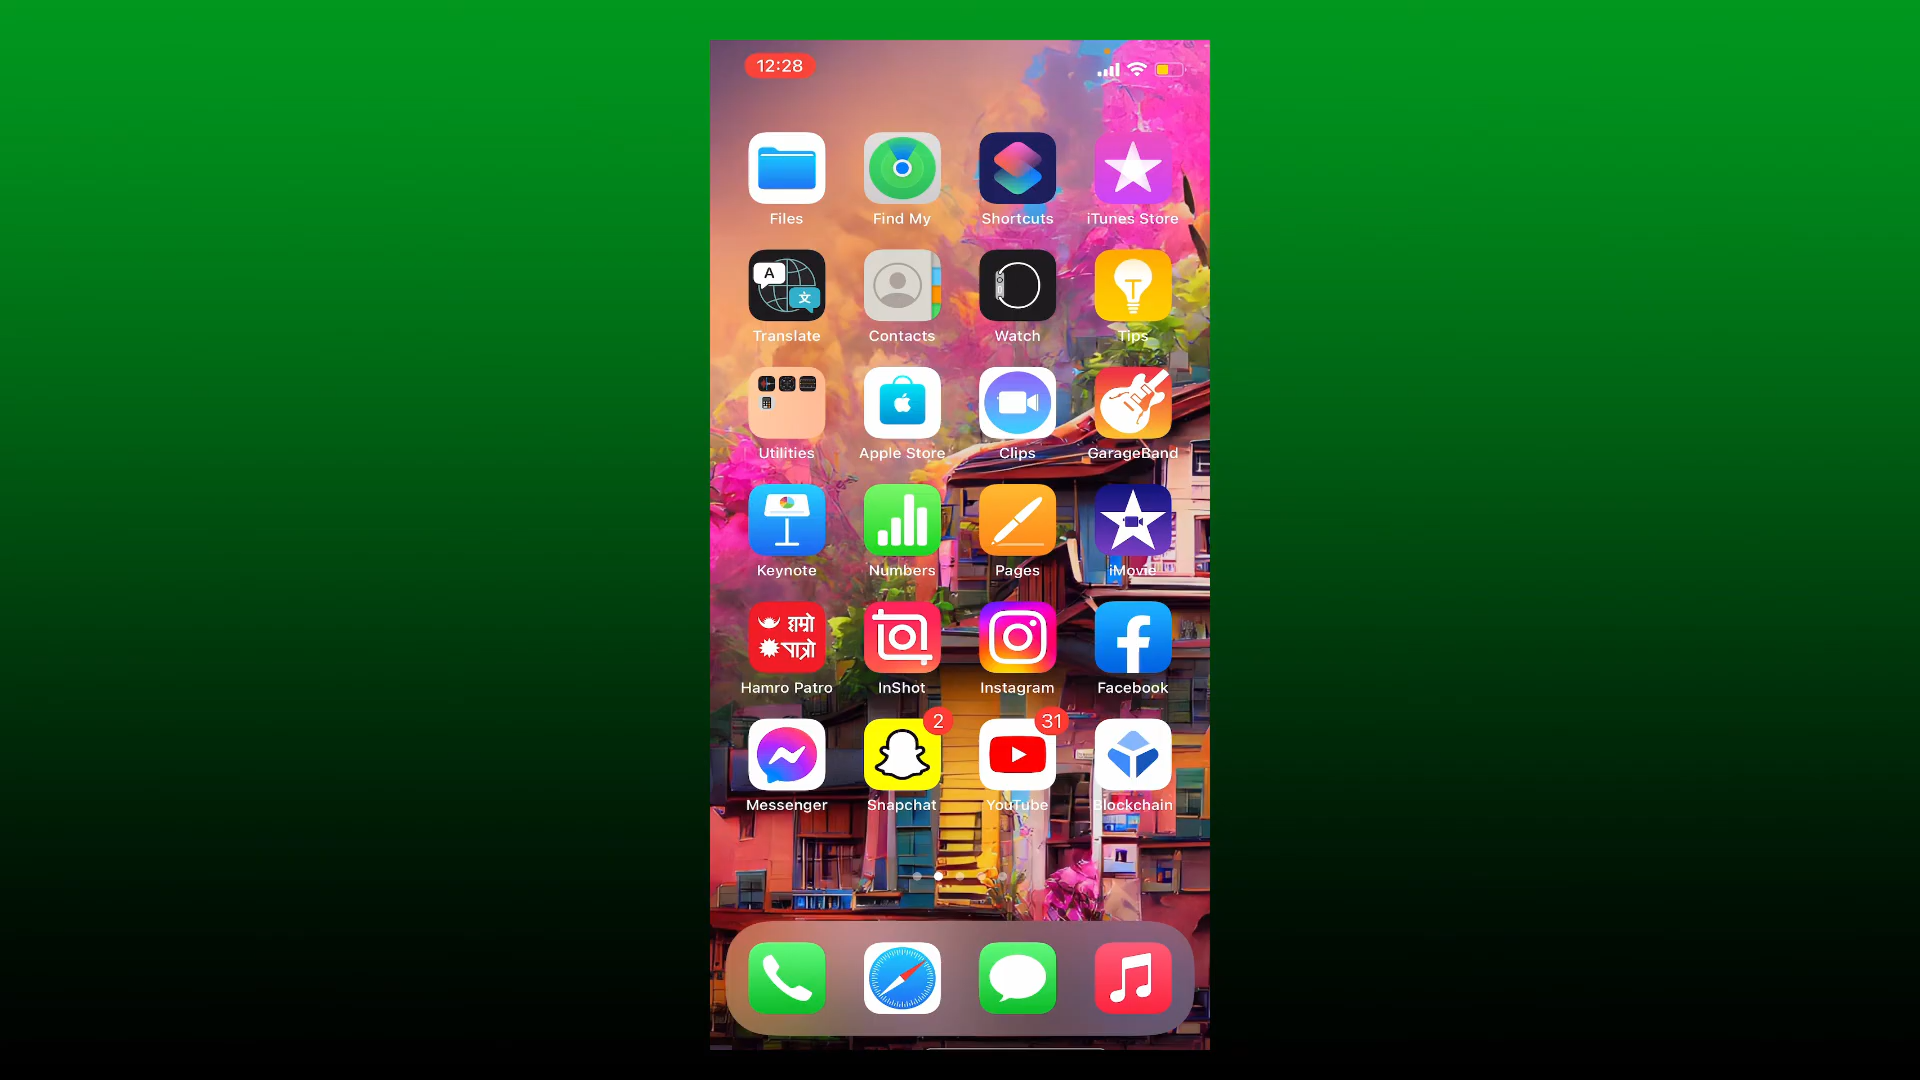 12:28
Files Find My Shortcuts iTunes Store
A 文
Translate Contacts Watch Tips
Utilities Apple Store Clips GarageBand
Keynote Numbers Pages iMovie
हाम्रो
पात्रो
Hamro Patro InShot Instagram Facebook
2 31
Messenger Snapchat YouTube Blockchain